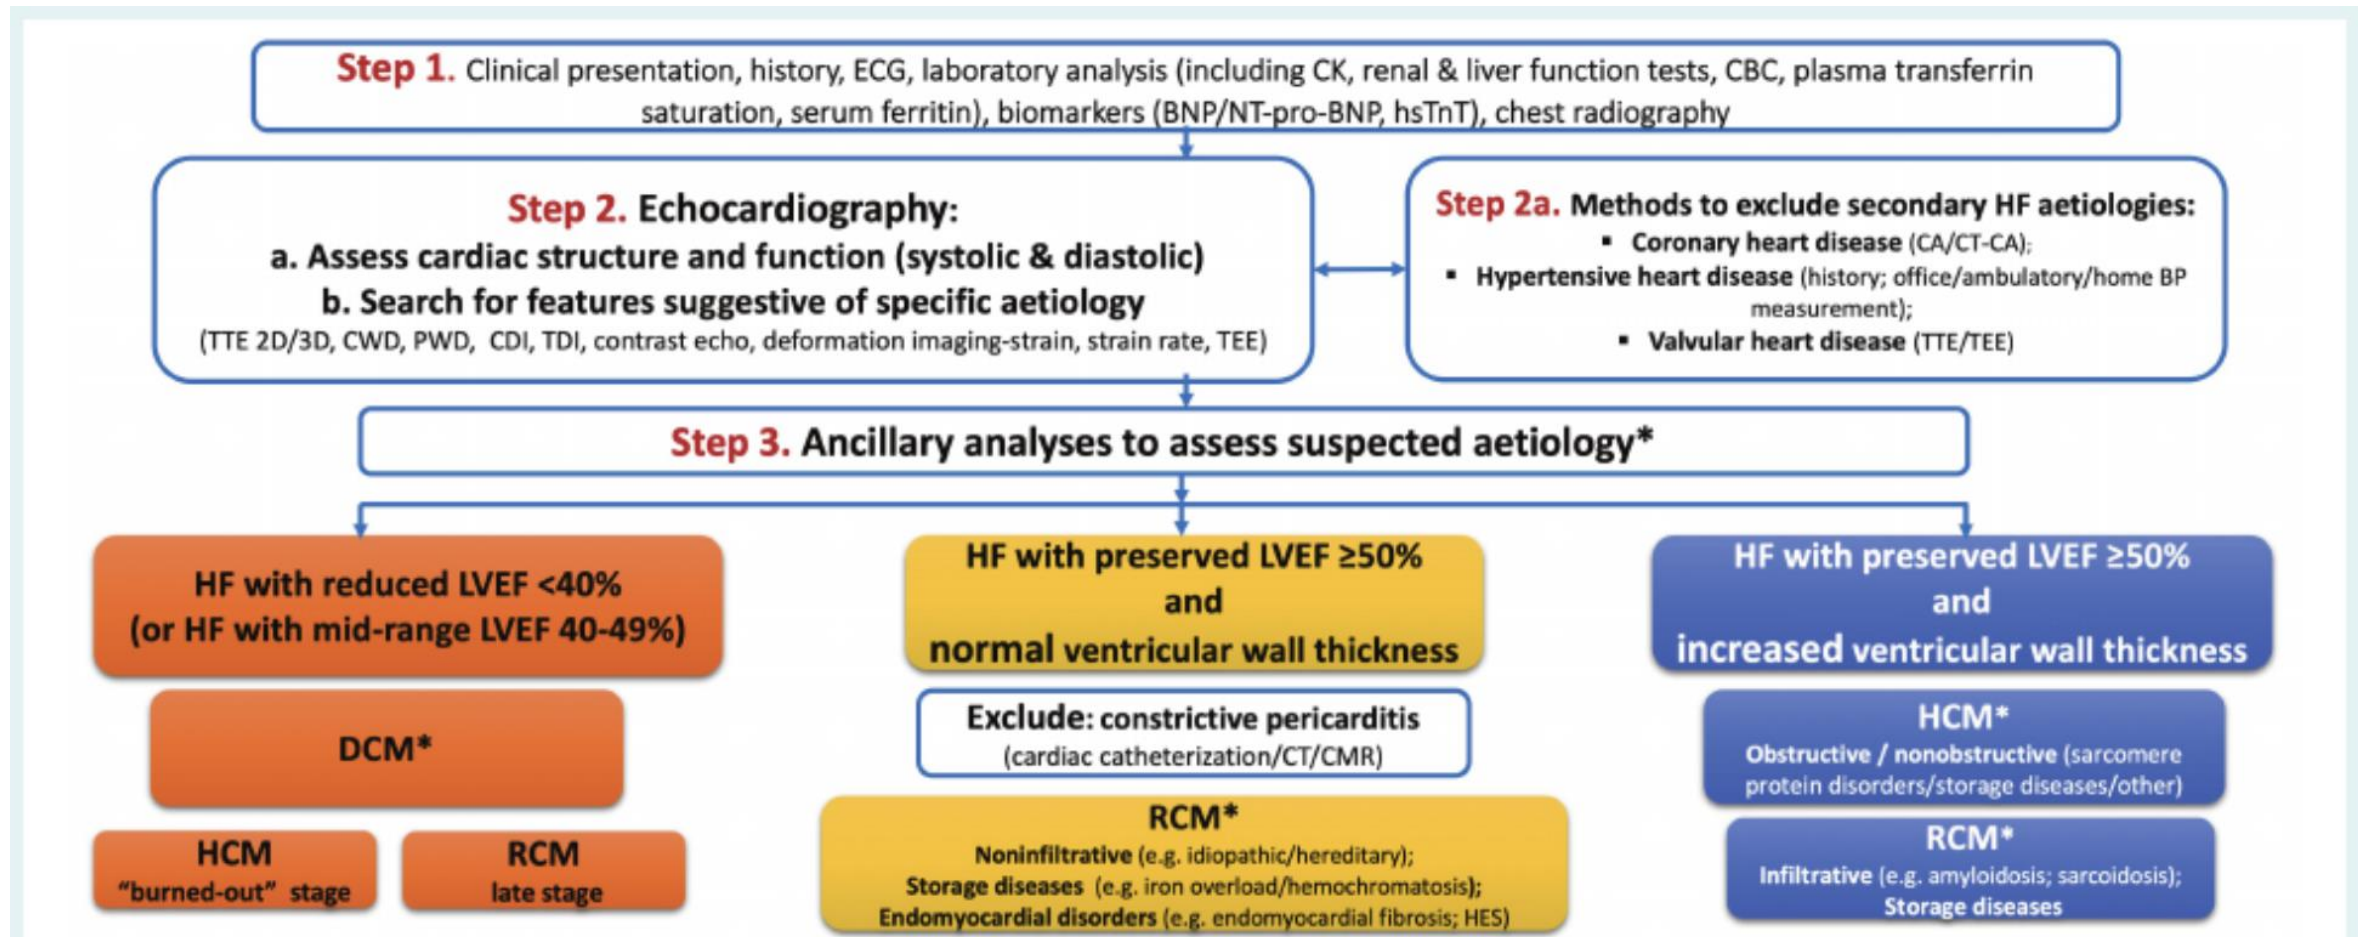 Step 1. Clinical presentation, history, ECG, laboratory analysis (including CK, renal & liver function tests, CBC, plasma transferrin
saturation, serum ferritin), biomarkers (BNP/NT-pro-BNP, hsTnT), chest radiography
Step 2. Echocardiography:
a. Assess cardiac structure and function (systolic & diastolic)
b. Search for features suggestive of specific aetiology
(TTE 2D/3D, CWD, PWD, CDI, TDI, contrast echo, deformation imaging-strain, strain rate, TEE)
Step 2a. Methods to exclude secondary HF aetiologies:
▪ Coronary heart disease (CA/CT-CA);
▪ Hypertensive heart disease (history; office/ambulatory/home BP
measurement);
▪ Valvular heart disease (TTE/TEE)
Step 3. Ancillary analyses to assess suspected aetiology*
HF with reduced LVEF <40%
(or HF with mid-range LVEF 40-49%)
DCM*
HCM
“burned-out” stage
RCM
late stage
HF with preserved LVEF ≥50%
and
normal ventricular wall thickness
Exclude: constrictive pericarditis
(cardiac catheterization/CT/CMR)
RCM*
Noninfiltrative (e.g. idiopathic/hereditary);
Storage diseases (e.g. iron overload/hemochromatosis);
Endomyocardial disorders (e.g. endomyocardial fibrosis; HES)
HF with preserved LVEF ≥50%
and
increased ventricular wall thickness
HCM*
Obstructive / nonobstructive (sarcomere
protein disorders/storage diseases/other)
RCM*
Infiltrative (e.g. amyloidosis; sarcoidosis);
Storage diseases